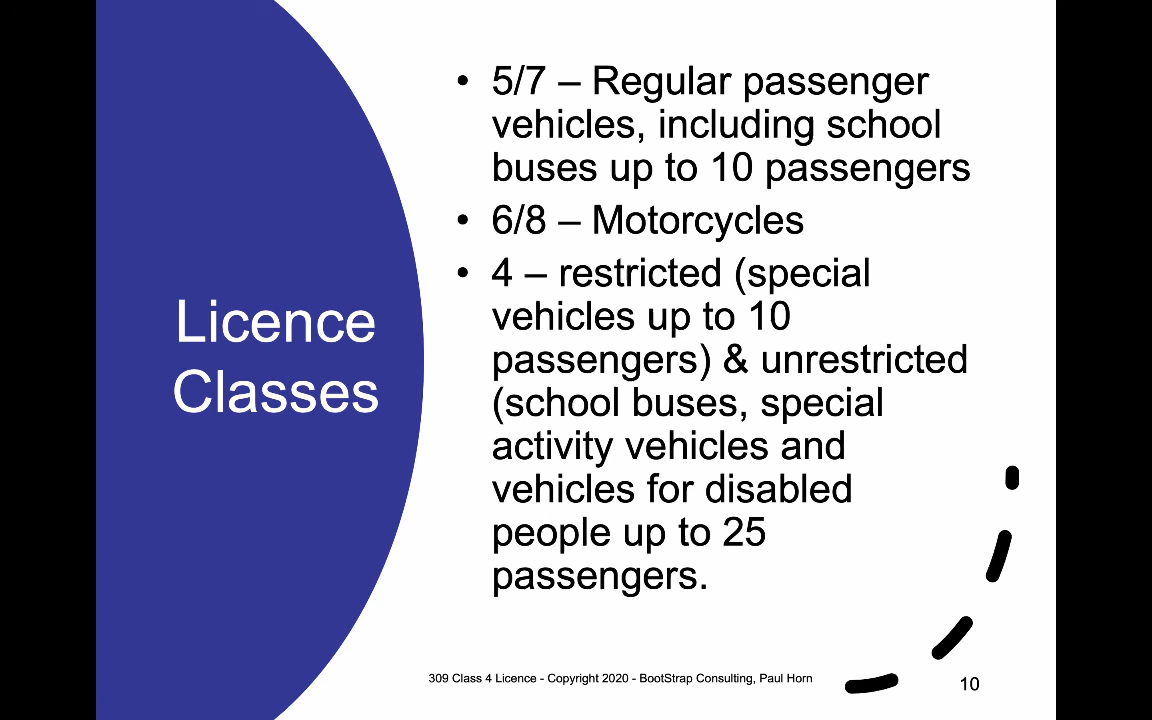 Licence
Classes
• 5/7 – Regular passenger
vehicles, including school
buses up to 10 passengers
• 6/8 – Motorcycles
• 4 – restricted (special
vehicles up to 10
passengers) & unrestricted
(school buses, special
activity vehicles and
vehicles for disabled
people up to 25
passengers.
309 Class 4 Licence - Copyright 2020 - BootStrap Consulting, Paul Horn
10